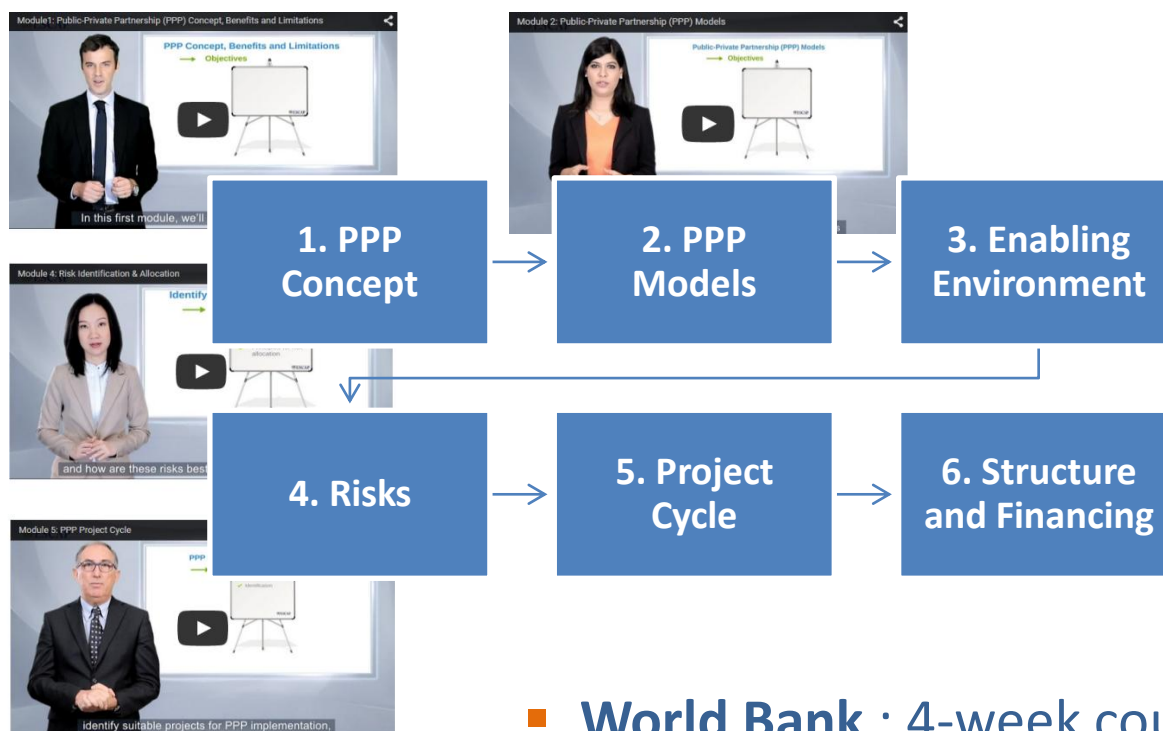 Module1: Public-Private Partnership (PPP) Concept, Benefits and Limitations
PPP Concept, Benefits and Limitations
Objectives
In this first module, we'll
Module 2: Public-Private Partnership (PPP) Models
Public-Private Partnership (PPP) Models
Objectives
1. PPP
Concept
2. PPP
Models
3. Enabling
Environment
Module 4: Risk Identification & Allocation
Identify
allocation.
and how are these risks best
4. Risks
5. Project
Cycle
6. Structure
and Financing
Module 5: PPP Project Cycle
PPP
Identification
identify suitable projects for PPP implementation,
World Bank : 4-week cou